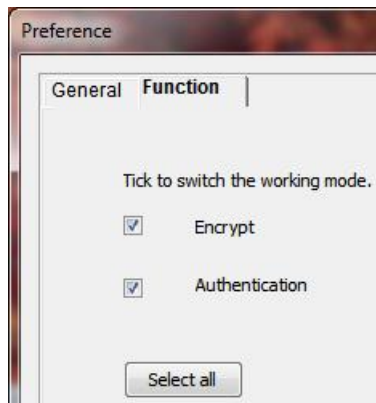 Preference
General Function
Tick to switch the working mode.
Encrypt
Authentication
Select all